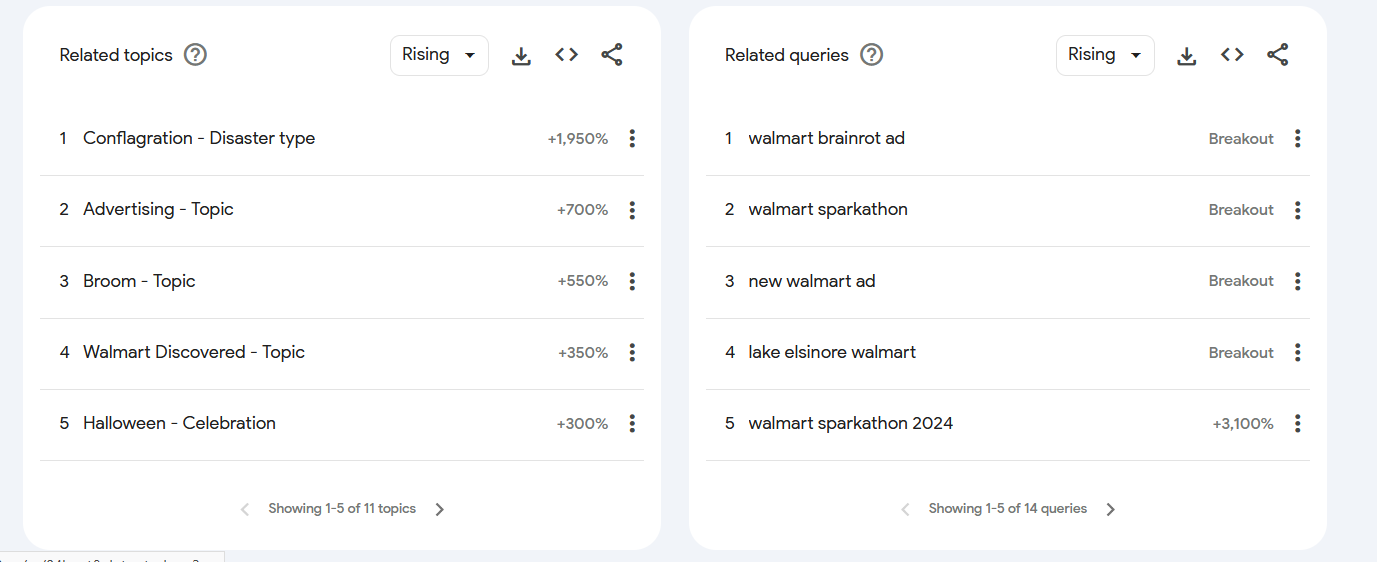 Related topics
Rising
1 Conflagration - Disaster type +1,950%
2 Advertising - Topic +700%
3 Broom - Topic +550%
4 Walmart Discovered - Topic +350%
5 Halloween - Celebration +300%
Showing 1-5 of 11 topics
Related queries
Rising
1 walmart brainrot ad Breakout
2 walmart sparkathon Breakout
3 new walmart ad Breakout
4 lake elsinore walmart Breakout
5 walmart sparkathon 2024 +3,100%
Showing 1-5 of 14 queries